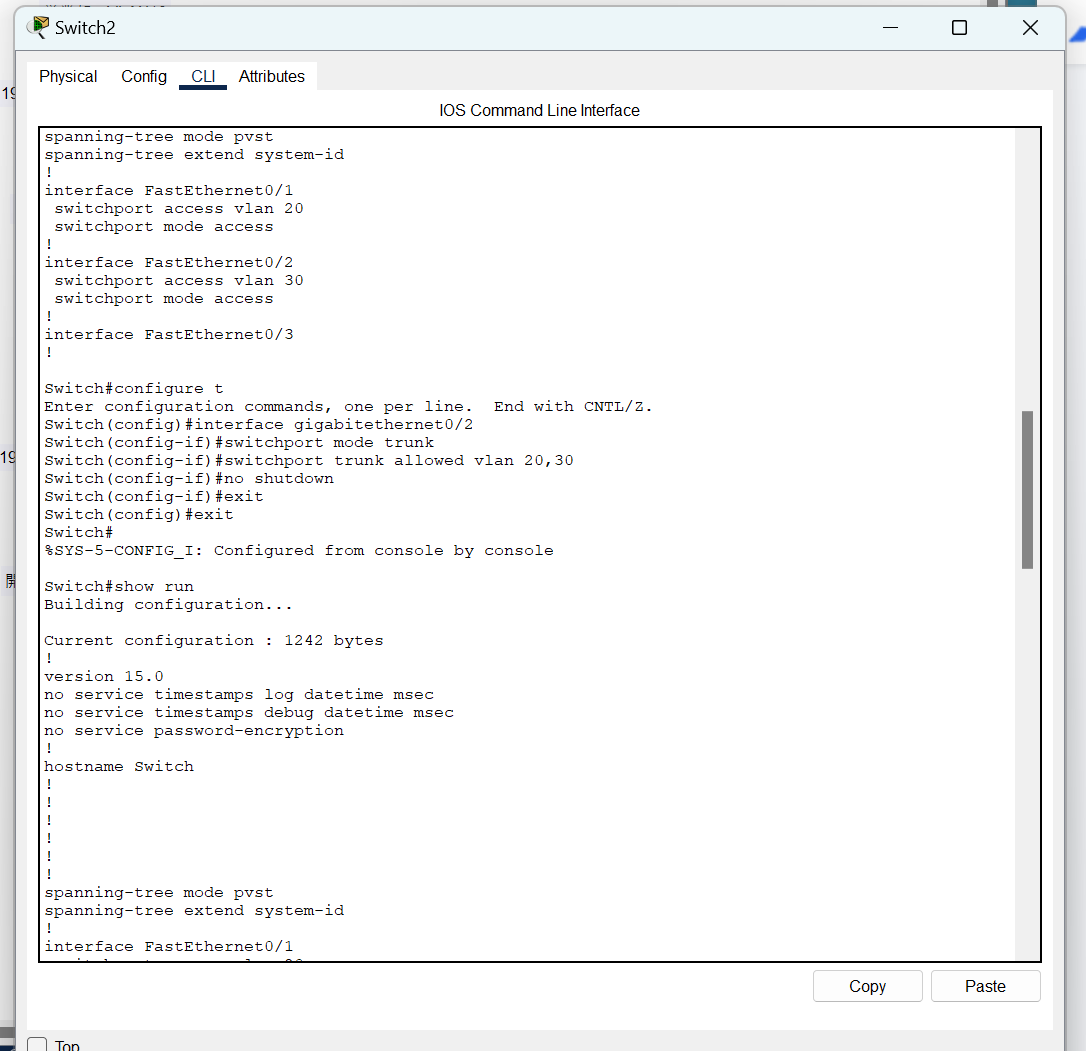 Switch2
Physical Config CLI Attributes
IOS Command Line Interface
spanning-tree mode pvst
spanning-tree extend system-id
!
interface FastEthernet0/1
 switchport access vlan 20
 switchport mode access
!
interface FastEthernet0/2
 switchport access vlan 30
 switchport mode access
!
interface FastEthernet0/3
!
Switch#configure t
Enter configuration commands, one per line.  End with CNTL/Z.
Switch(config)#interface gigabitethernet0/2
Switch(config-if)#switchport mode trunk
Switch(config-if)#switchport trunk allowed vlan 20,30
Switch(config-if)#no shutdown
Switch(config-if)#exit
Switch(config)#exit
Switch#
%SYS-5-CONFIG_I: Configured from console by console
Switch#show run
Building configuration...
Current configuration : 1242 bytes
!
version 15.0
no service timestamps log datetime msec
no service timestamps debug datetime msec
no service password-encryption
!
hostname Switch
!
!
!
!
!
!
spanning-tree mode pvst
spanning-tree extend system-id
!
interface FastEthernet0/1
Copy Paste
Top
19
19
開